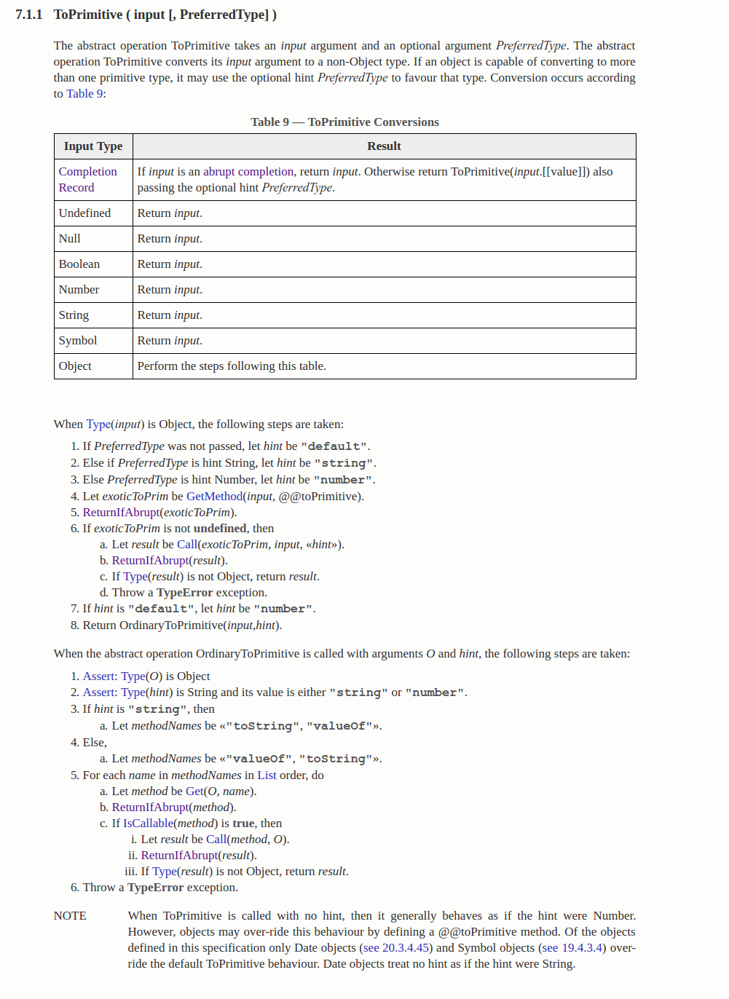 7.1.1 ToPrimitive ( input [, PreferredType] )
The abstract operation ToPrimitive takes an input argument and an optional argument PreferredType. The abstract
operation ToPrimitive converts its input argument to a non-Object type. If an object is capable of converting to more
than one primitive type, it may use the optional hint PreferredType to favour that type. Conversion occurs according
to Table 9:
Table 9 — ToPrimitive Conversions
Input Type Result
Completion Record If input is an abrupt completion, return input. Otherwise return ToPrimitive(input.[[value]]) also
passing the optional hint PreferredType.
Undefined Return input.
Null Return input.
Boolean Return input.
Number Return input.
String Return input.
Symbol Return input.
Object Perform the steps following this table.
When Type(input) is Object, the following steps are taken:
1. If PreferredType was not passed, let hint be "default".
2. Else if PreferredType is hint String, let hint be "string".
3. Else PreferredType is hint Number, let hint be "number".
4. Let exoticToPrim be GetMethod(input, @@toPrimitive).
5. ReturnIfAbrupt(exoticToPrim).
6. If exoticToPrim is not undefined, then
a. Let result be Call(exoticToPrim, input, «hint»).
b. ReturnIfAbrupt(result).
c. If Type(result) is not Object, return result.
d. Throw a TypeError exception.
7. If hint is "default", let hint be "number".
8. Return OrdinaryToPrimitive(input,hint).
When the abstract operation OrdinaryToPrimitive is called with arguments O and hint, the following steps are taken:
1. Assert: Type(O) is Object
2. Assert: Type(hint) is String and its value is either "string" or "number".
3. If hint is "string", then
a. Let methodNames be «"toString", "valueOf"».
4. Else,
a. Let methodNames be «"valueOf", "toString"».
5. For each name in methodNames in List order, do
a. Let method be Get(O, name).
b. ReturnIfAbrupt(method).
c. If IsCallable(method) is true, then
i. Let result be Call(method, O).
ii. ReturnIfAbrupt(result).
iii. If Type(result) is not Object, return result.
6. Throw a TypeError exception.
NOTE When ToPrimitive is called with no hint, then it generally behaves as if the hint were Number.
However, objects may over-ride this behaviour by defining a @@toPrimitive method. Of the objects
defined in this specification only Date objects (see 20.3.4.45) and Symbol objects (see 19.4.3.4) over-
ride the default ToPrimitive behaviour. Date objects treat no hint as if the hint were String.